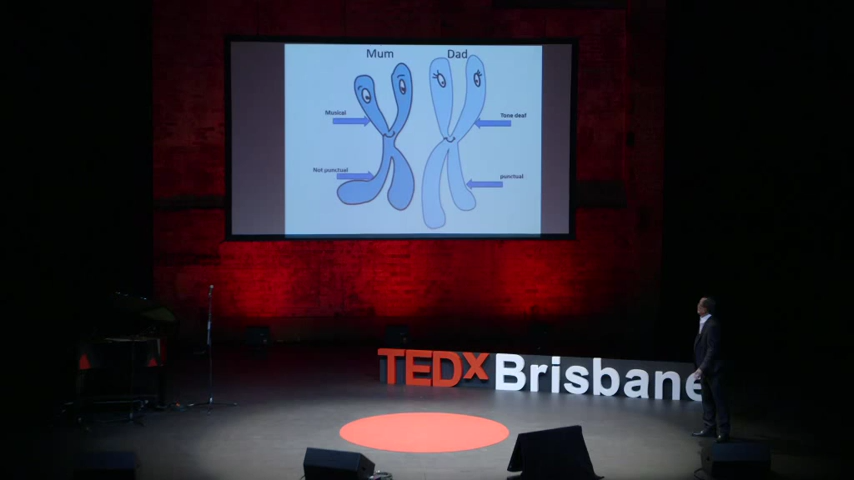 Mum Dad
Musical
Tone deaf
Not punctual
punctual
TEDx Brisbane